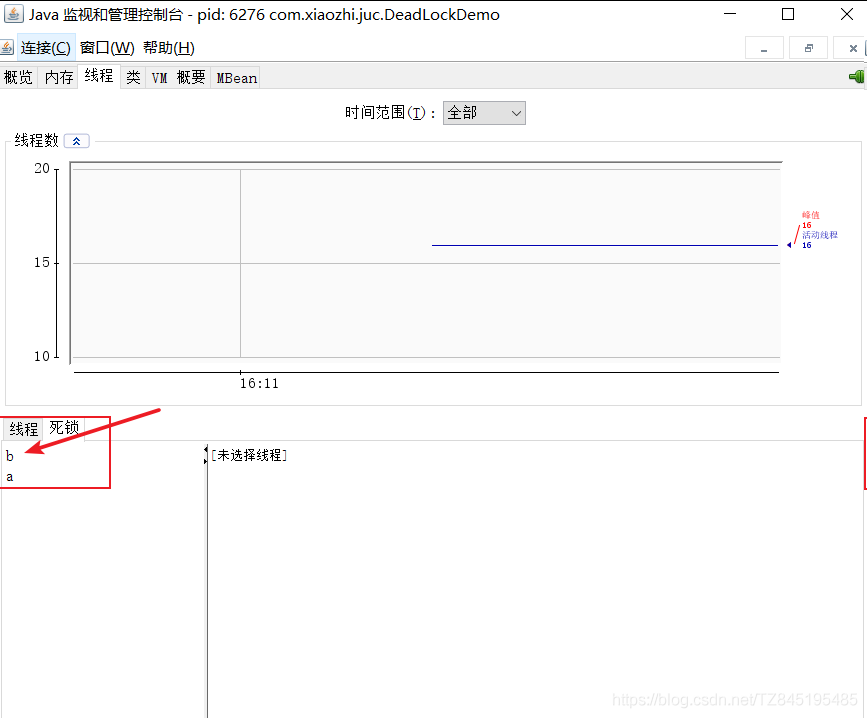 Java 监视和管理控制台 - pid: 6276 com.xiaozhi.juc.DeadLockDemo
连接(C) 窗口(W) 帮助(H)
概览 内存 线程 类 VM 概要 MBean
时间范围(T): 全部
线程数
20
15
10
16:11
峰值
16
活动线程
16
线程 死锁
b
a
[未选择线程]
https://blog.csdn.net/TZ845195485